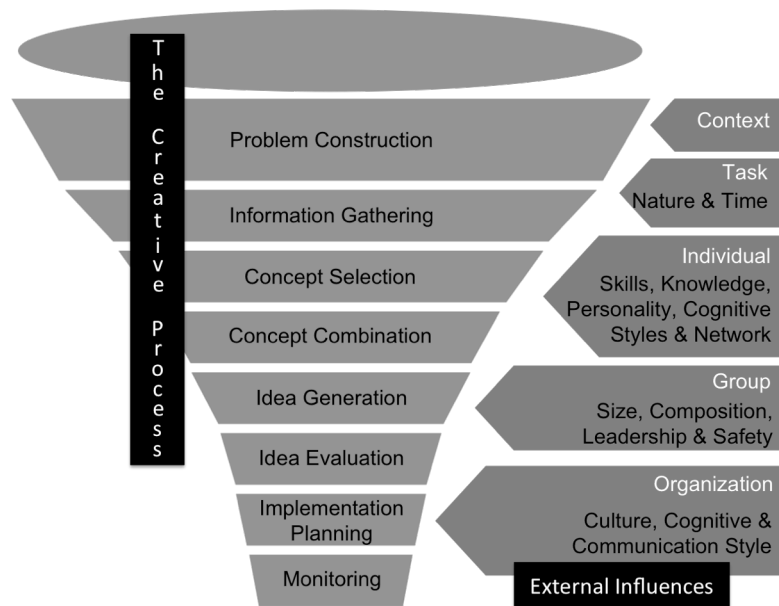 The Creative Process
Problem Construction
Information Gathering
Concept Selection
Concept Combination
Idea Generation
Idea Evaluation
Implementation
Planning
Monitoring
Context
Task
Nature & Time
Individual
Skills, Knowledge,
Personality, Cognitive
Styles & Network
Group
Size, Composition,
Leadership & Safety
Organization
Culture, Cognitive &
Communication Style
External Influences